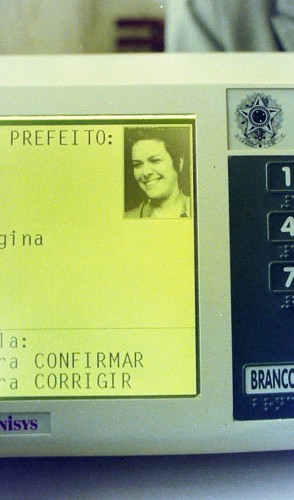 PREFEITO:
gina
la:
ra CONFIRMAR
ra CORRIGIR
1
4
7
BRANCO
NISYS